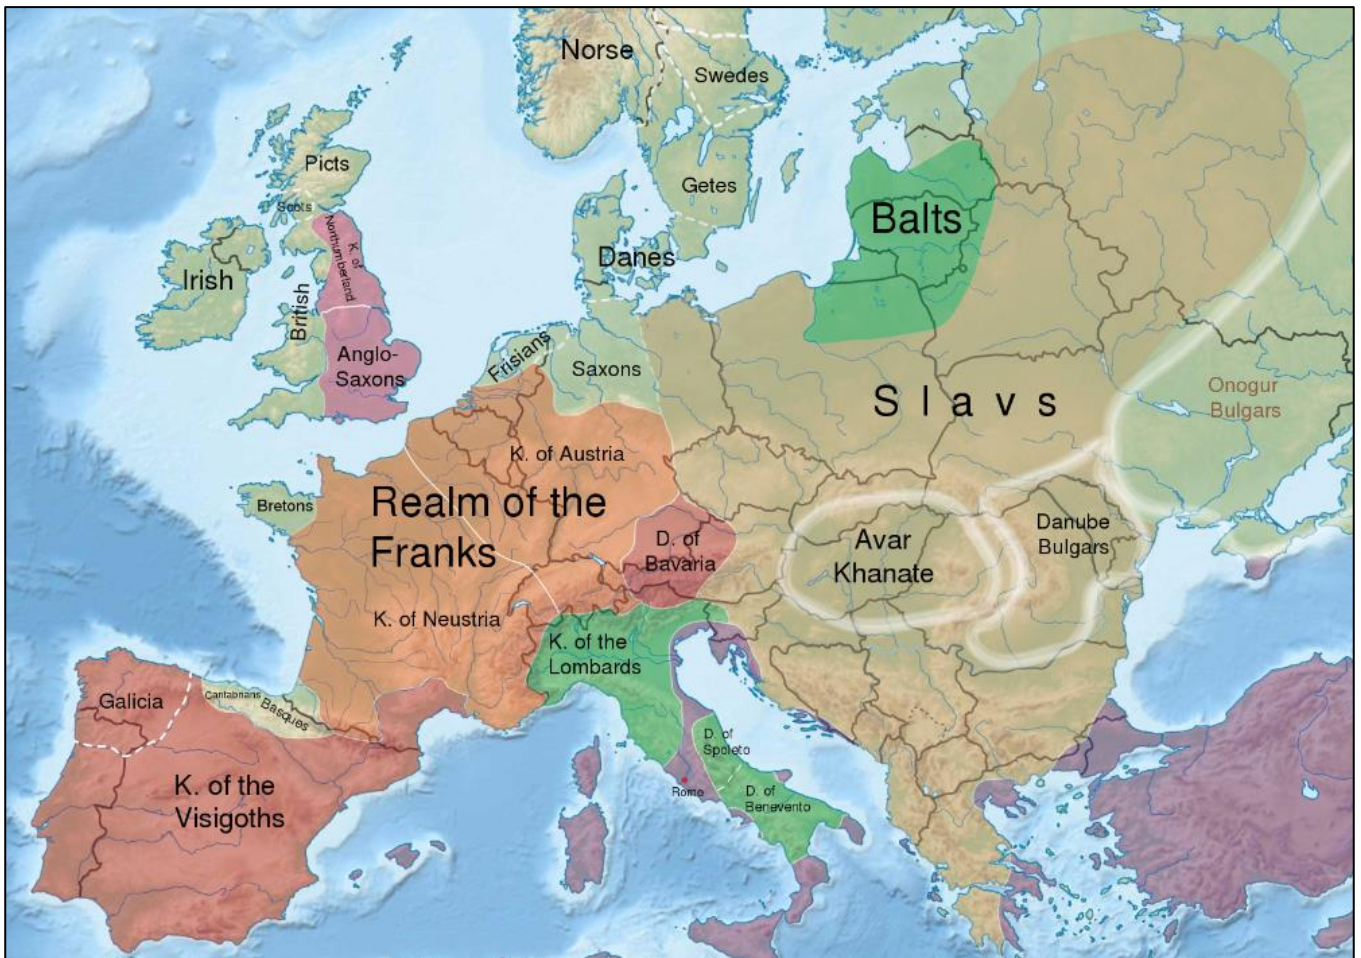 Norse
Swedes
Picts
Getes
Scots
Balts
K. of
Northumberland
Danes
Irish
British
Frisians
Anglo-
Saxons
Saxons
Slavs
Onogur
Bulgars
K. of Austria
Realm of the
Franks
Bretons
D. of
Bavaria
Avar
Khanate
Danube
Bulgars
K. of Neustria
K. of the
Lombards
Galicia
Cantabrians
Basques
D. of
Spoleto
K. of the
Visigoths
Rome
D. of
Benevento